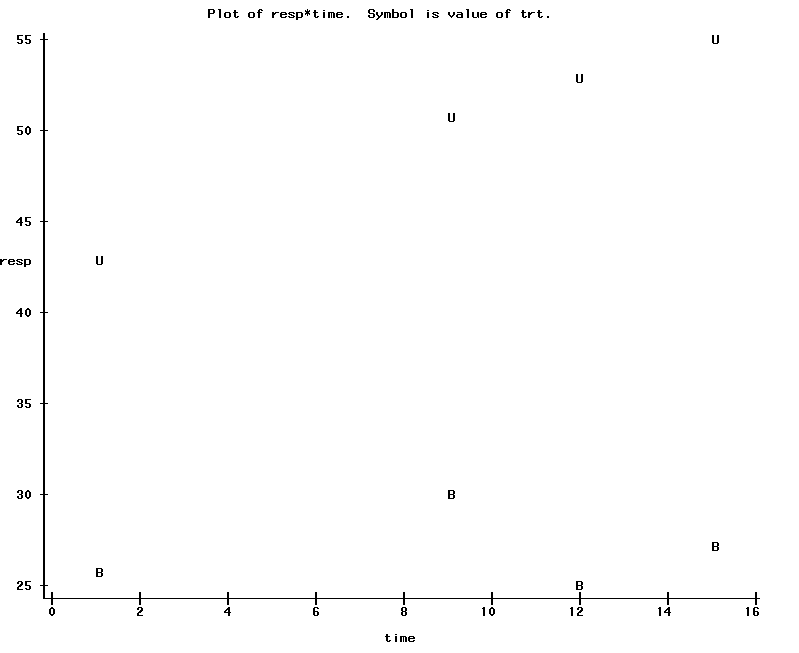 Plot of resp*time.  Symbol is value of trt.
55
U
U
U
50
45
resp
U
40
35
30
B
B
B
B
25
0 2 4 6 8 10 12 14 16
time